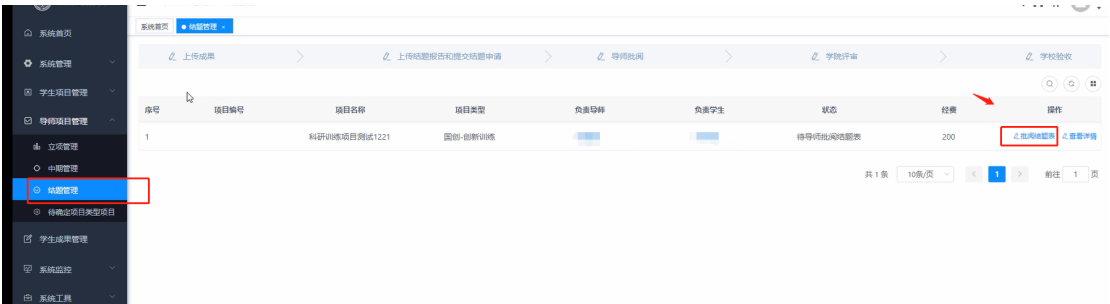 系统首页
系统管理
学生项目管理
导师项目管理
立项管理
中期管理
结题管理
待确定项目类型项目
学生成果管理
系统监控
系统工具
系统首页 ● 结题管理 ×
上传成果 上传结题报告和提交结题申请 导师批阅 学院评审 学校验收
序号 项目编号 项目名称 项目类型 负责导师 负责学生 状态 经费 操作
1 科研训练项目测试1221 国创-创新训练 待导师批阅结题表 200 批阅结题表 查看详情
共 1 条 10条/页 < 1 > 前往 1 页